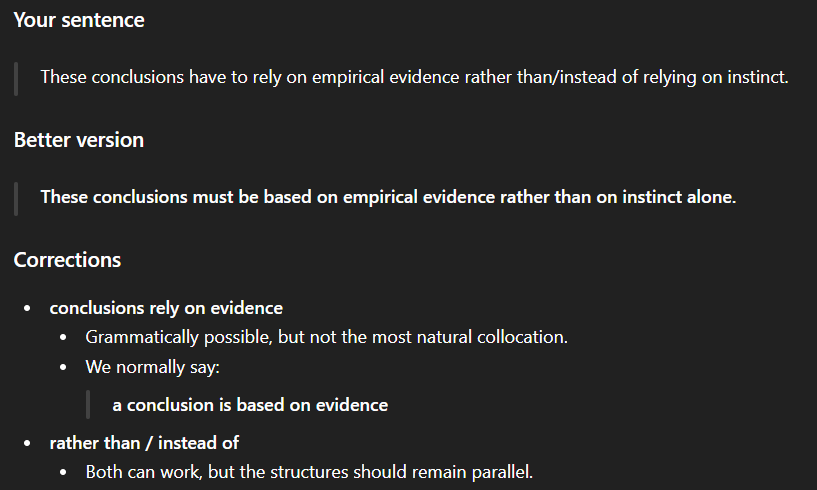 Your sentence
These conclusions have to rely on empirical evidence rather than/instead of relying on instinct.
Better version
These conclusions must be based on empirical evidence rather than on instinct alone.
Corrections
• conclusions rely on evidence
• Grammatically possible, but not the most natural collocation.
• We normally say:
a conclusion is based on evidence
• rather than / instead of
• Both can work, but the structures should remain parallel.